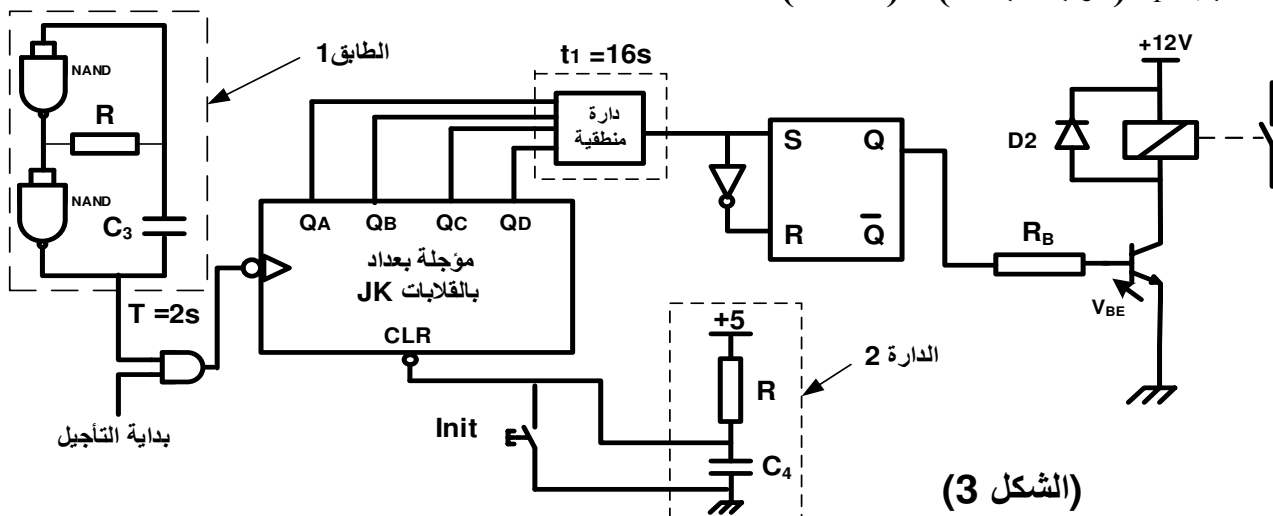 الطابق1
NAND
R
NAND
C3
T =2s
بداية التأجيل
t1 =16s
دارة
منطقية
QA QB QC QD
مؤجلة بعداد
بالقلابات JK
CLR
Init
S Q
R Q̅
+5
R
C4
الدارة 2
+12V
D2
RB
VBE
(الشكل 3)